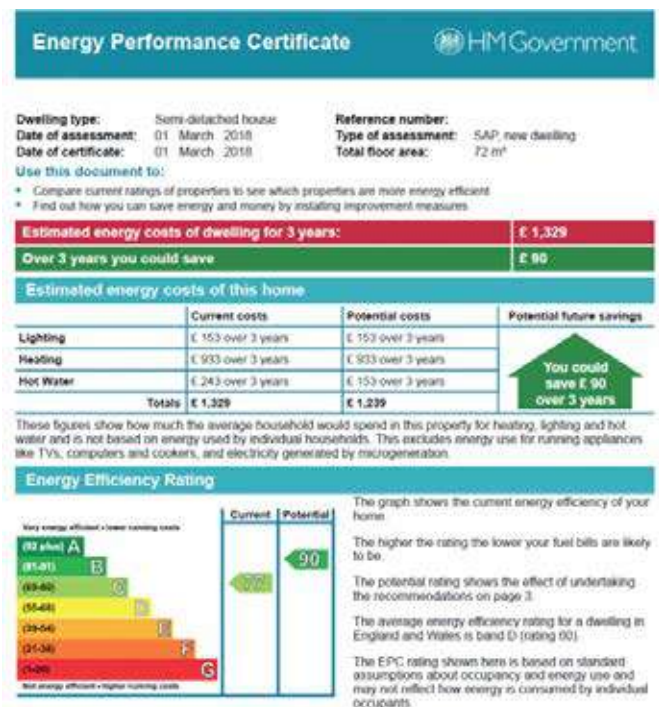 Energy Performance Certificate
HM Government
Dwelling type: Semi-detached house
Reference number:
Date of assessment: 01 March 2018
Type of assessment: SAP, new dwelling
Date of certificate: 01 March 2018
Total floor area: 72 m²
Use this document to:
• Compare current ratings of properties to see which properties are more energy efficient
• Find out how you can save energy and money by installing improvement measures
Estimated energy costs of dwelling for 3 years: £ 1,329
Over 3 years you could save £ 90
Estimated energy costs of this home
Current costs Potential costs Potential future savings
Lighting £ 153 over 3 years £ 153 over 3 years
Heating £ 933 over 3 years £ 933 over 3 years
Hot Water £ 243 over 3 years £ 153 over 3 years
Totals £ 1,329 £ 1,239
You could
save £ 90
over 3 years
These figures show how much the average household would spend in this property for heating, lighting and hot
water and is not based on energy used by individual households. This excludes energy use for running appliances
like TVs, computers and cookers, and electricity generated by microgeneration.
Energy Efficiency Rating
Current Potential
Very energy efficient - lower running costs
(92 plus) A
(81-91) B
(69-80) C
(55-68) D
(39-54) E
(21-38) F
(1-20) G
77
90
Not energy efficient - higher running costs
The graph shows the current energy efficiency of your
home.
The higher the rating the lower your fuel bills are likely
to be.
The potential rating shows the effect of undertaking
the recommendations on page 3.
The average energy efficiency rating for a dwelling in
England and Wales is band D (rating 60).
The EPC rating shown here is based on standard
assumptions about occupancy and energy use and
may not reflect how energy is consumed by individual
occupants.